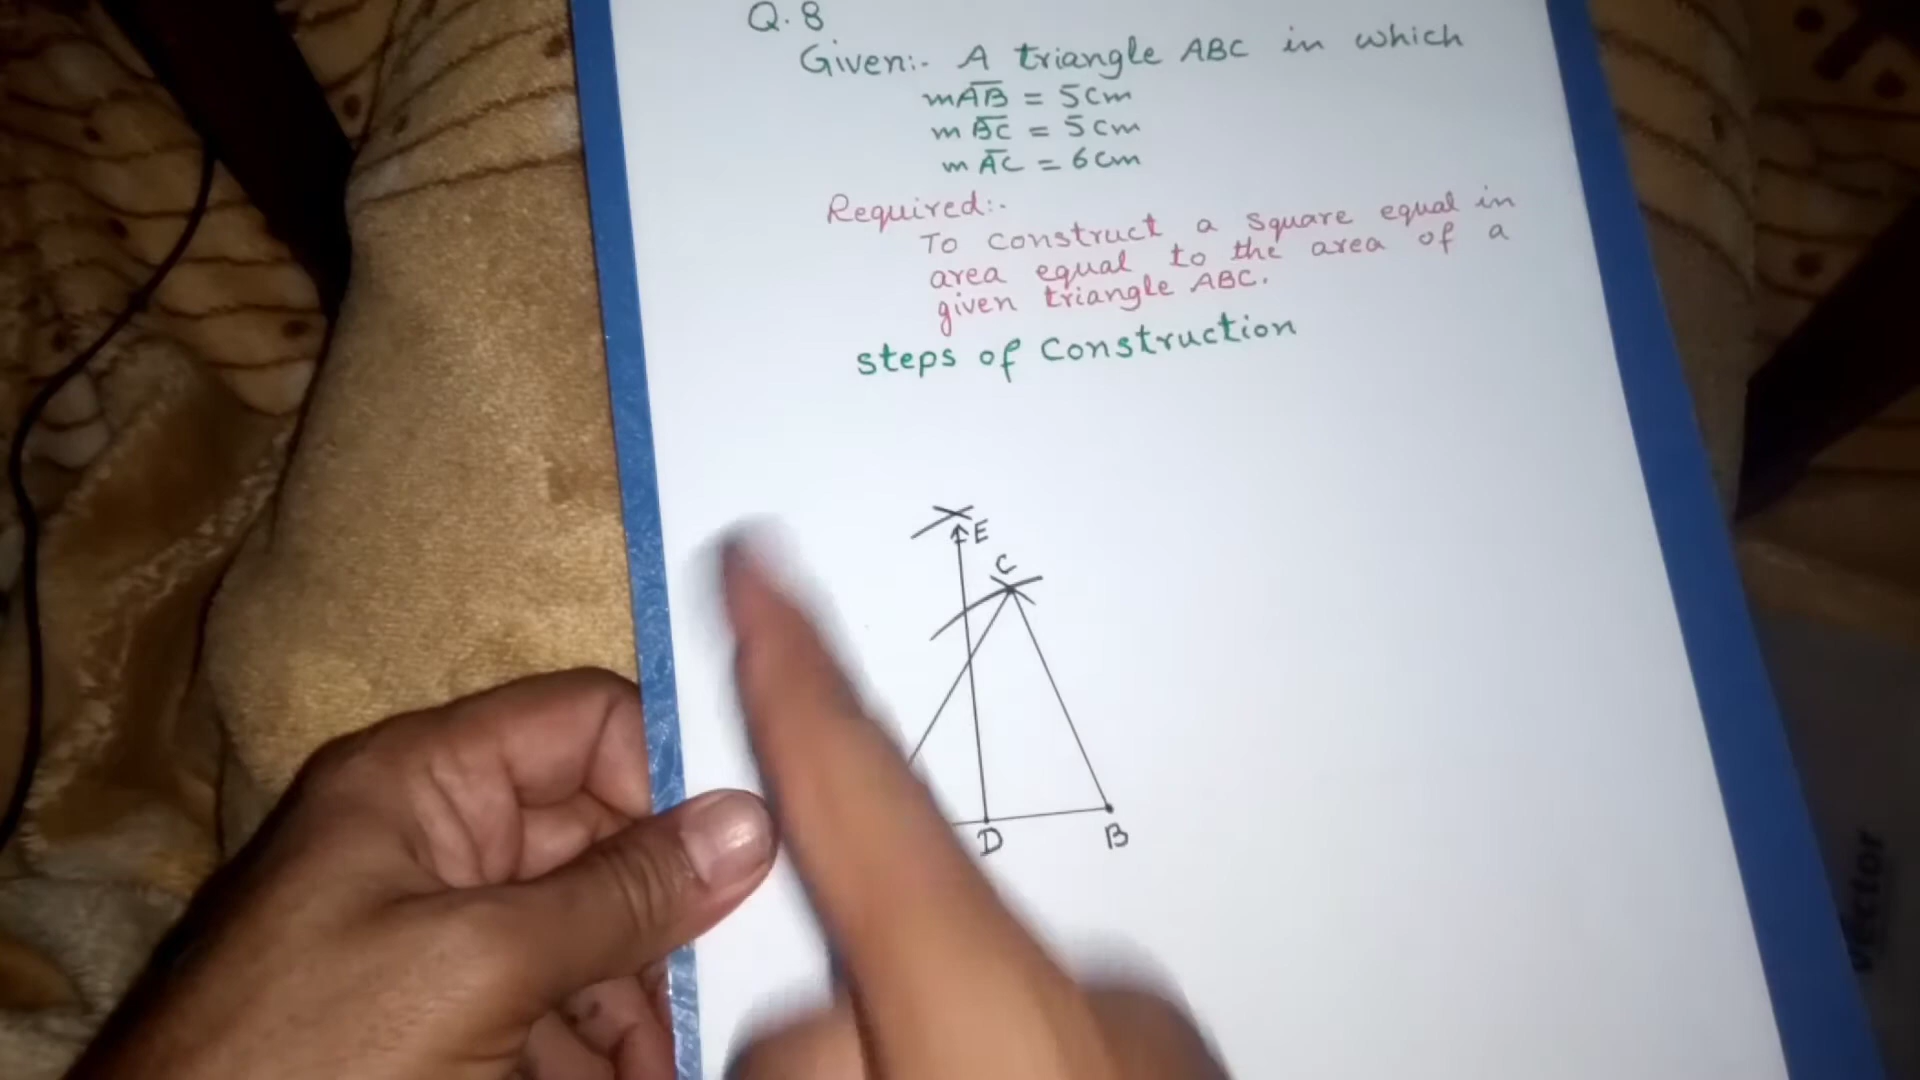 Q.8
Given:- A triangle ABC in which
mAB = 5cm
mBC = 5cm
mAC = 6cm
Required:-
To construct a square equal in
area equal to the area of a
given triangle ABC.
steps of Construction
E
C
D
B
vector